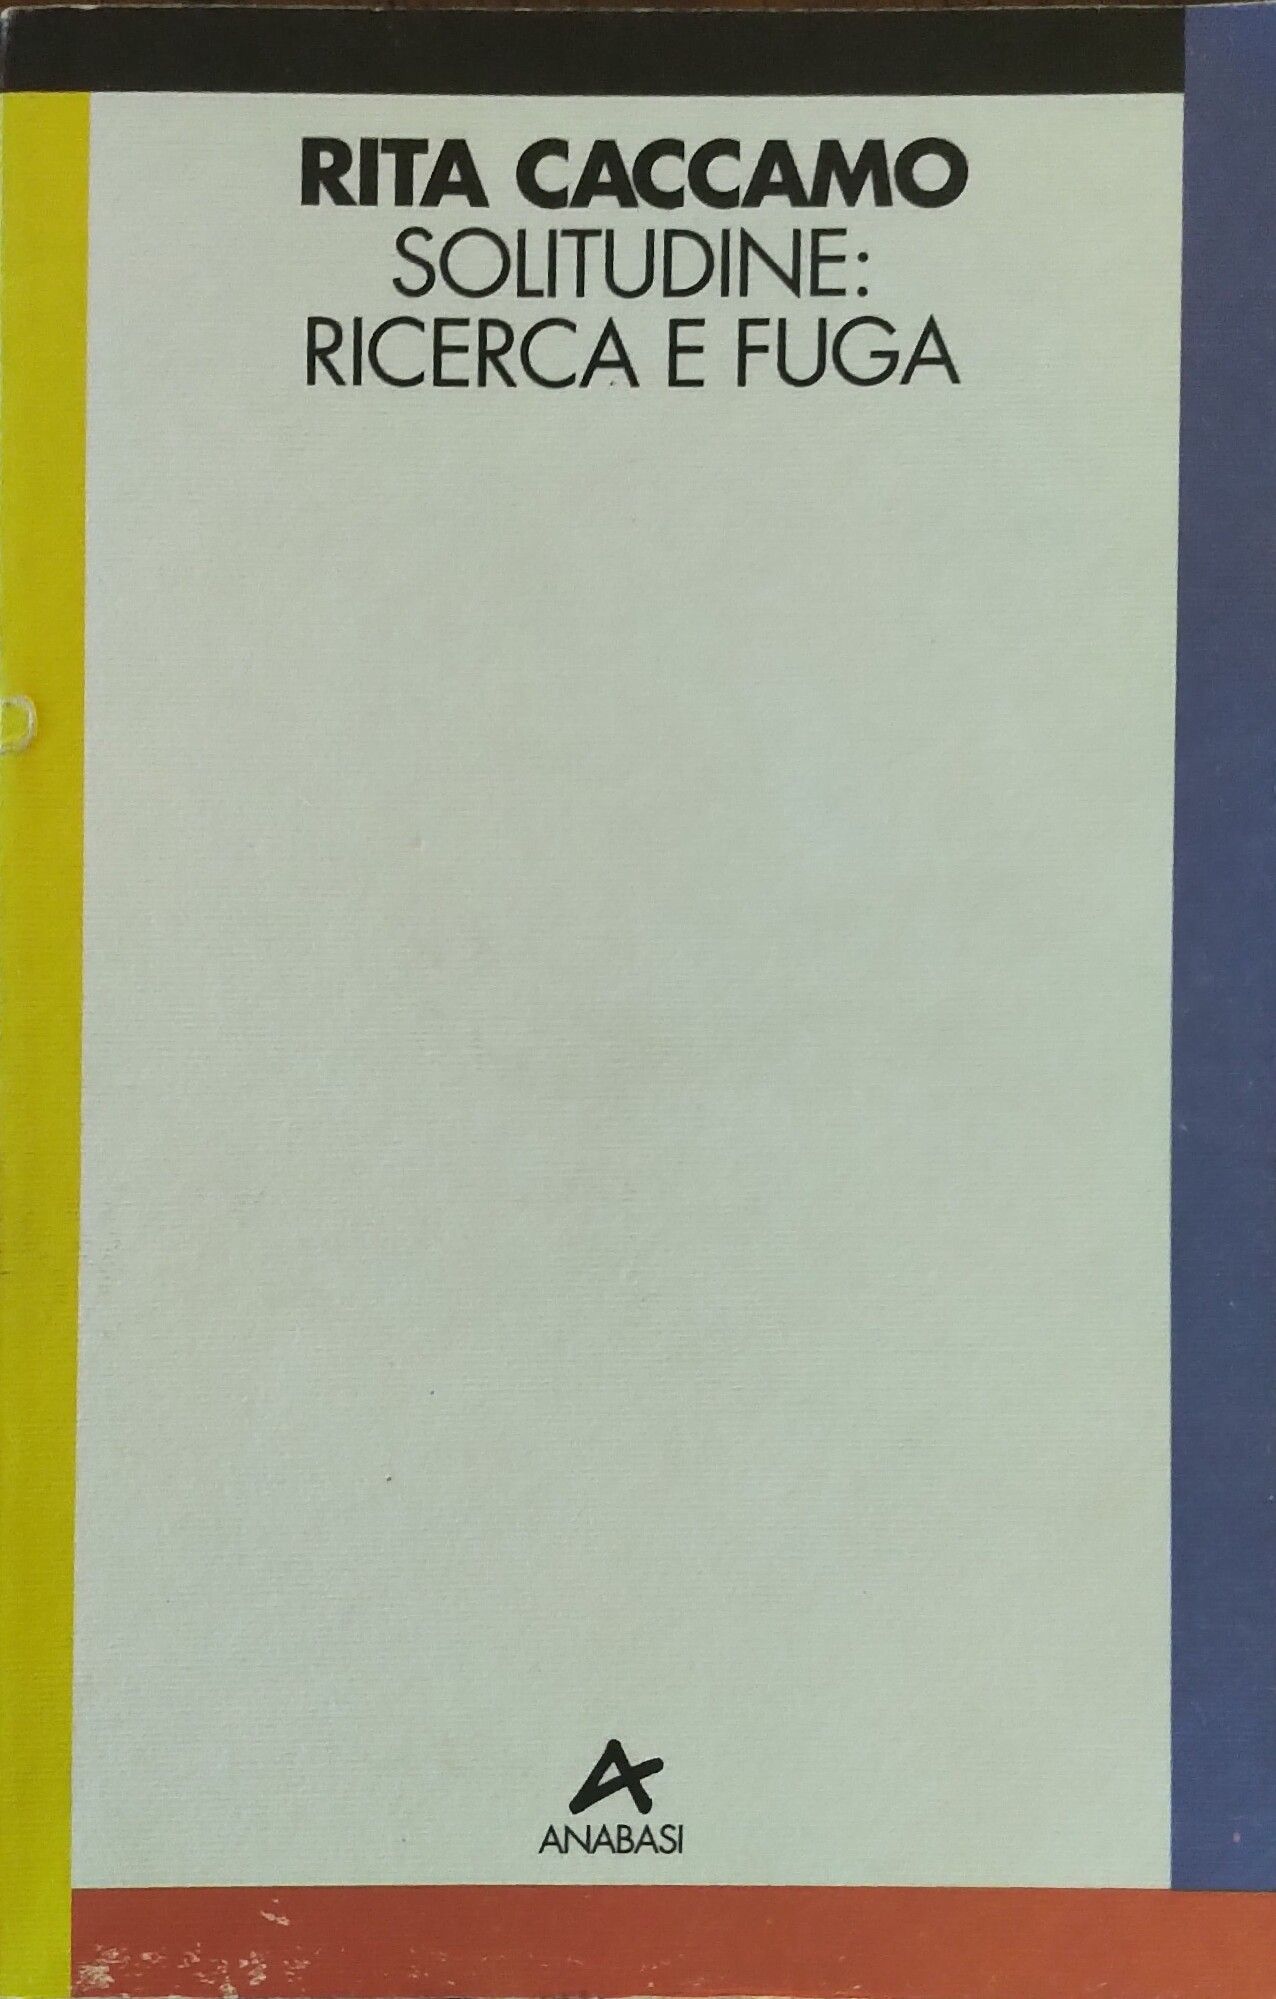 RITA CACCAMO
SOLITUDINE:
RICERCA E FUGA
ANABASI